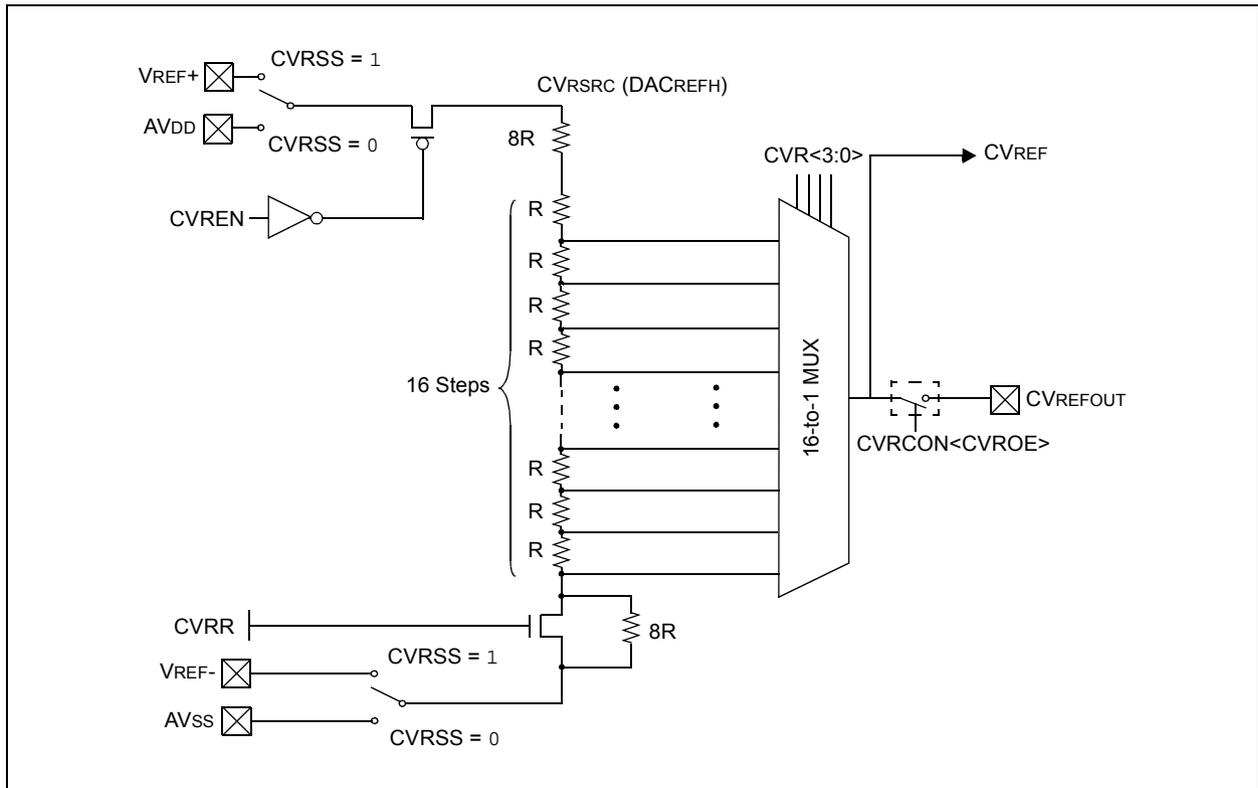 CVRSS = 1
VREF+
CVRSRC (DACREFH)
AVDD
8R
CVRSS = 0
CVR<3:0>
CVREF
CVREN
R
R
R
R
16 Steps
16-to-1 MUX
CVREFOUT
CVRCON<CVROE>
R
R
R
CVRR
8R
CVRSS = 1
VREF-
AVSS
CVRSS = 0